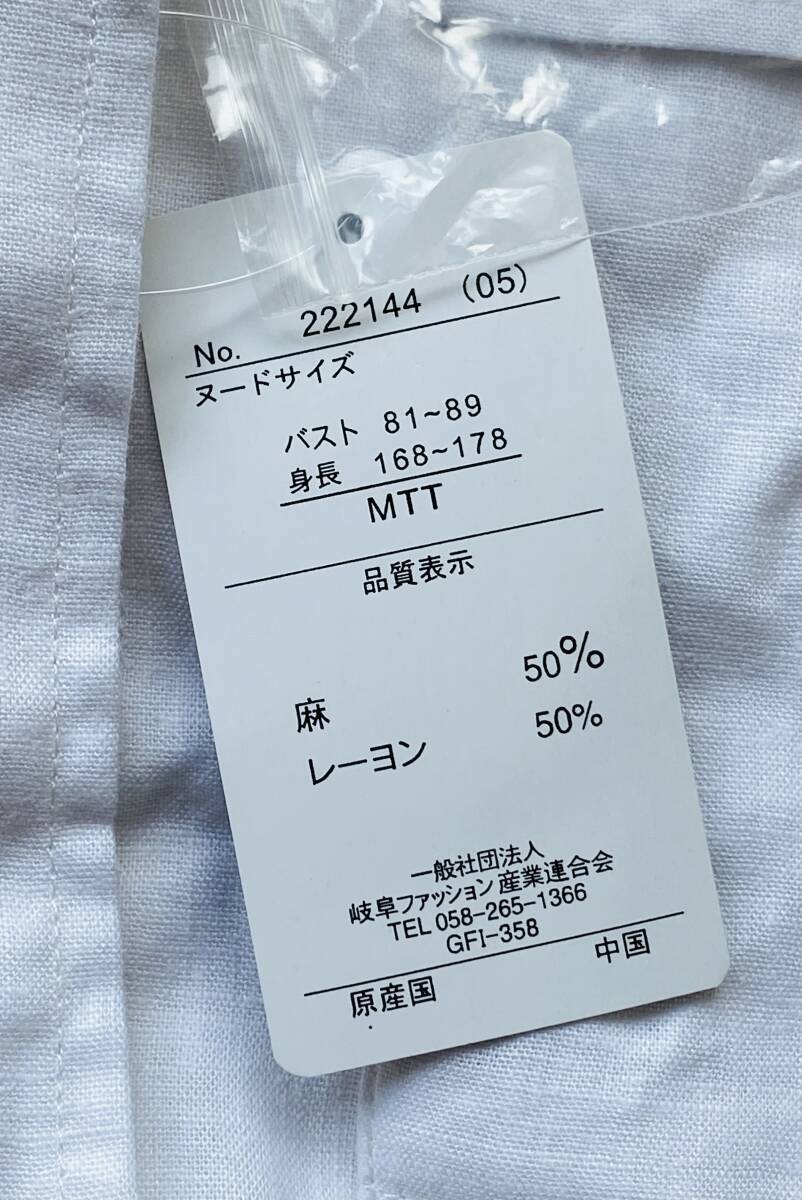 No. 222144 (05)
ヌードサイズ
バスト 81~89
身長 168~178
MTT
品質表示
麻 50%
レーヨン 50%
一般社団法人
岐阜ファッション産業連合会
TEL 058-265-1366
GFI-358
原産国 中国